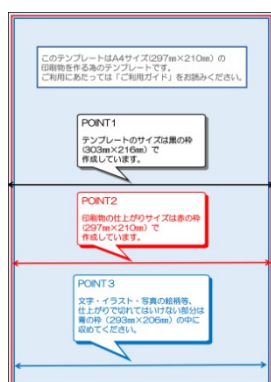 このテンプレートはA4サイズ(297㎜×210㎜)の
印刷物を作る為のテンプレートです。
ご利用にあたっては「ご利用ガイド」をお読みください。
POINT1
テンプレートのサイズは黒の枠
(303㎜×216㎜)で
作成しています。
POINT2
印刷物の仕上がりサイズは赤の枠
(297㎜×210㎜)で
作成しています。
POINT3
文字・イラスト・写真の絵柄等、
仕上がりで切れてはいけない部分は
青の枠(293㎜×206㎜)の中に
収めてください。